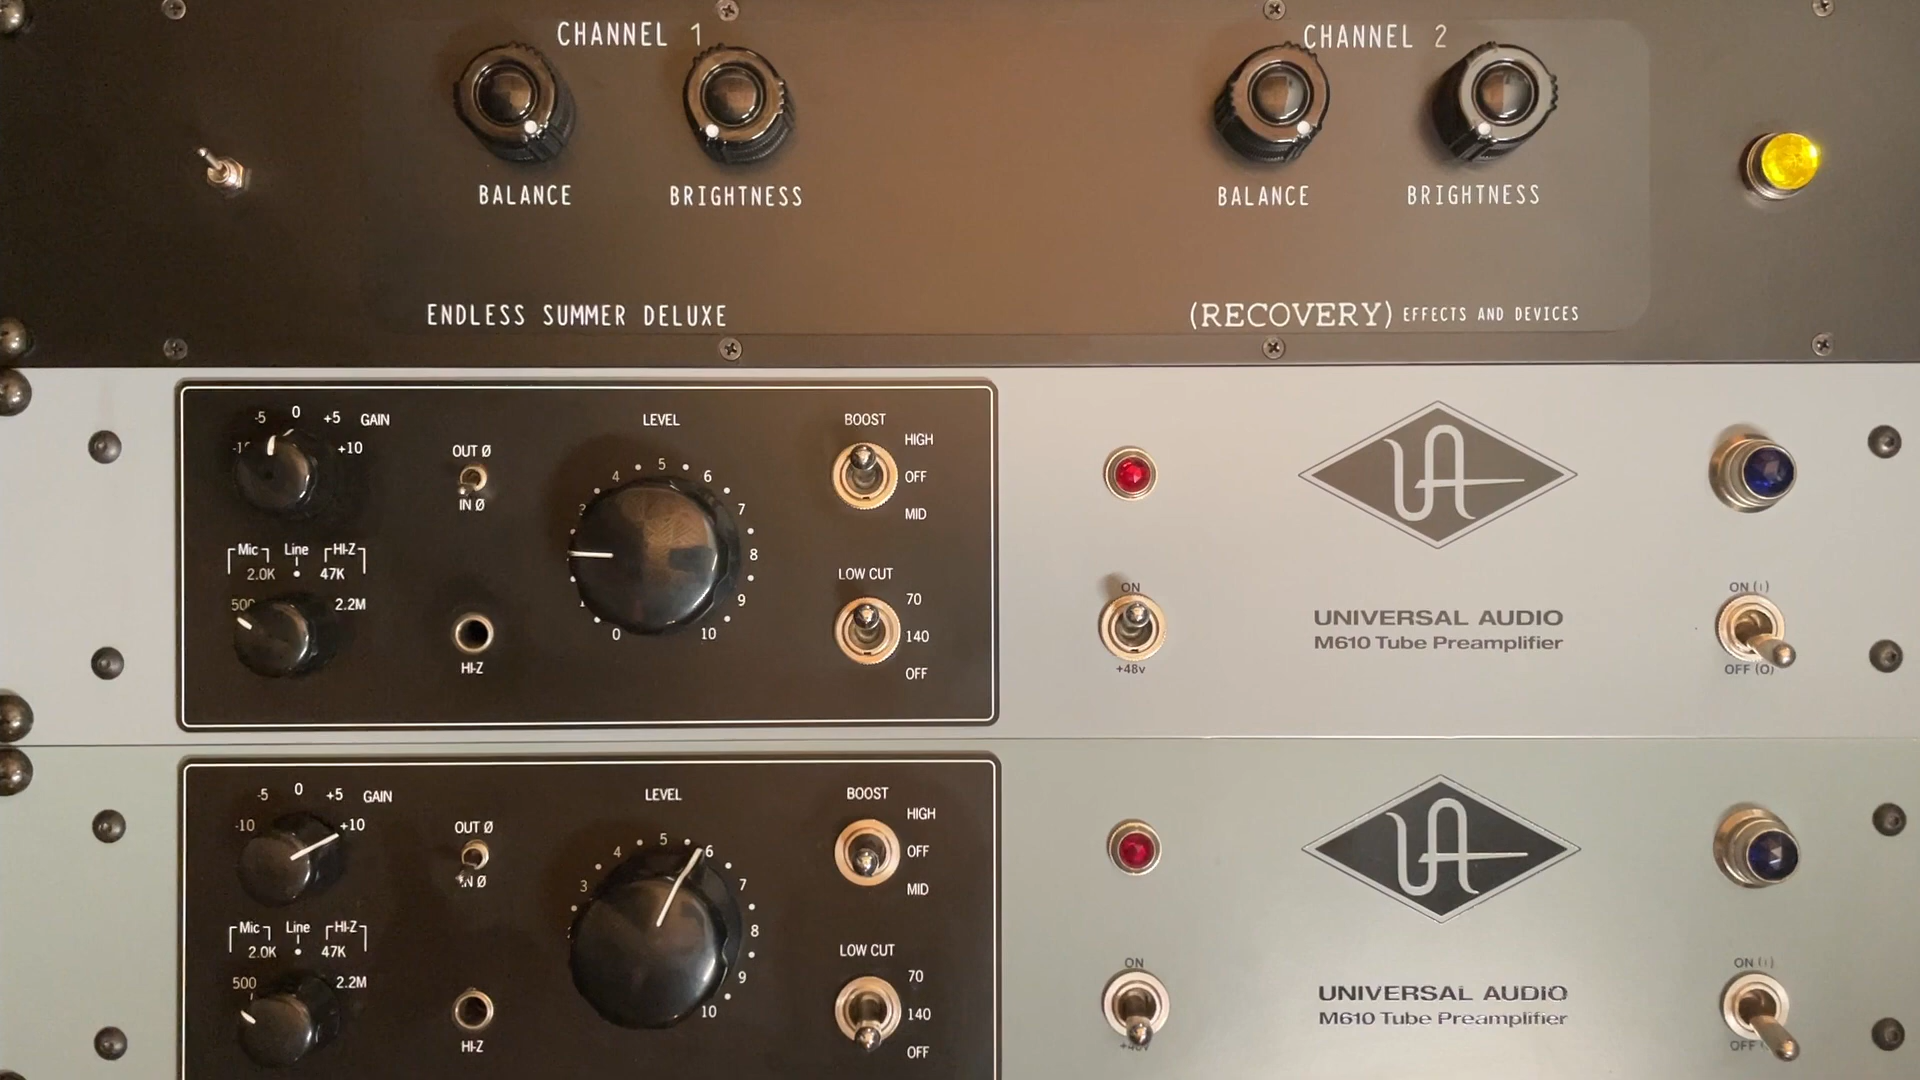 CHANNEL 1
CHANNEL 2
BALANCE
BRIGHTNESS
BALANCE
BRIGHTNESS
ENDLESS SUMMER DELUXE
(RECOVERY) EFFECTS AND DEVICES
-5 0 +5 GAIN
+10
OUT Ø
IN Ø
Mic Line HI-Z
2.0K 47K
2.2M
HI-Z
LEVEL
4 5 6
7
8
9
0 10
BOOST
HIGH
OFF
MID
LOW CUT
70
140
OFF
ON
+48v
UA
UNIVERSAL AUDIO
M610 Tube Preamplifier
ON (I)
OFF (O)
-5 0 +5 GAIN
-10 +10
OUT Ø
IN Ø
Mic Line HI-Z
2.0K 47K
500 2.2M
HI-Z
LEVEL
4 5 6
3 7
8
9
10
BOOST
HIGH
OFF
MID
LOW CUT
70
140
OFF
ON
UA
UNIVERSAL AUDIO
M610 Tube Preamplifier
ON (I)
OFF